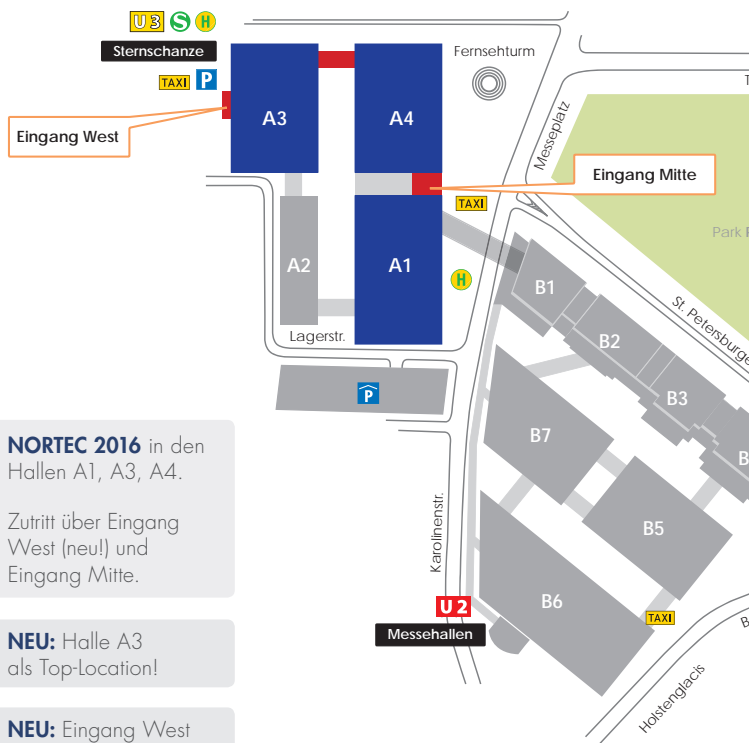 U3 S H
Sternschanze
TAXI P
Eingang West
A3
A4
Fernsehturm
Messeplatz
Eingang Mitte
TAXI
A2
A1
H
Lagerstr.
P
Park
B1
B2
B3
B
St. Petersburge
B7
B5
B6
Karolinenstr.
U2
Messehallen
TAXI
Holstenglacis
NORTEC 2016 in den
Hallen A1, A3, A4.
Zutritt über Eingang
West (neu!) und
Eingang Mitte.
NEU: Halle A3
als Top-Location!
NEU: Eingang West